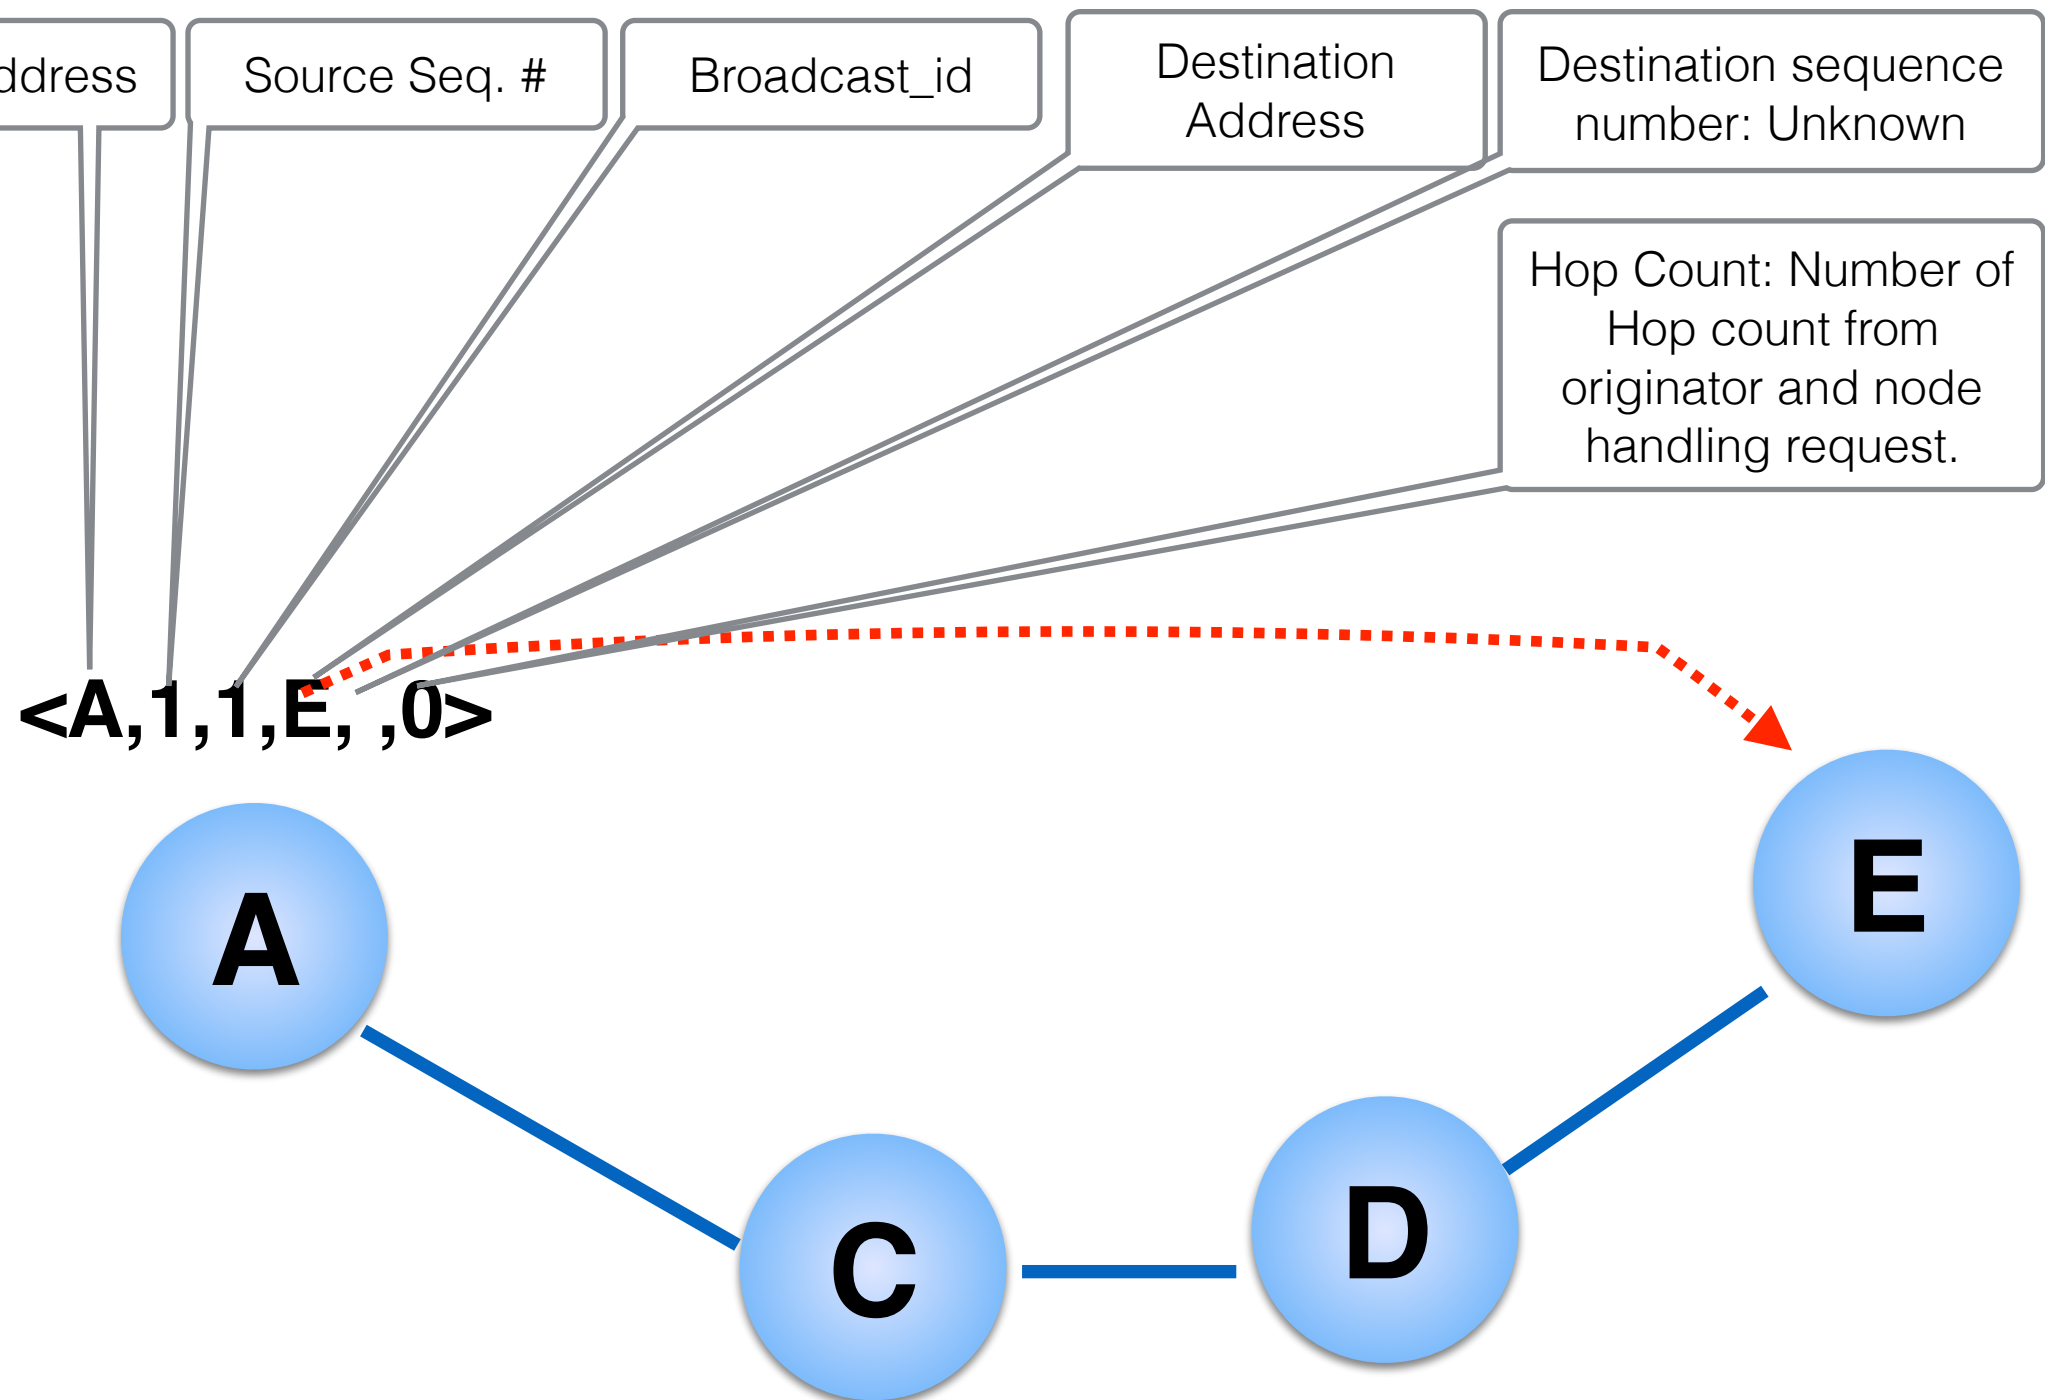 ddress
Source Seq. #
Broadcast_id
Destination
Address
Destination sequence
number: Unknown
Hop Count: Number of
Hop count from
originator and node
handling request.
<A,1,1,E, ,0>
A
E
C
D